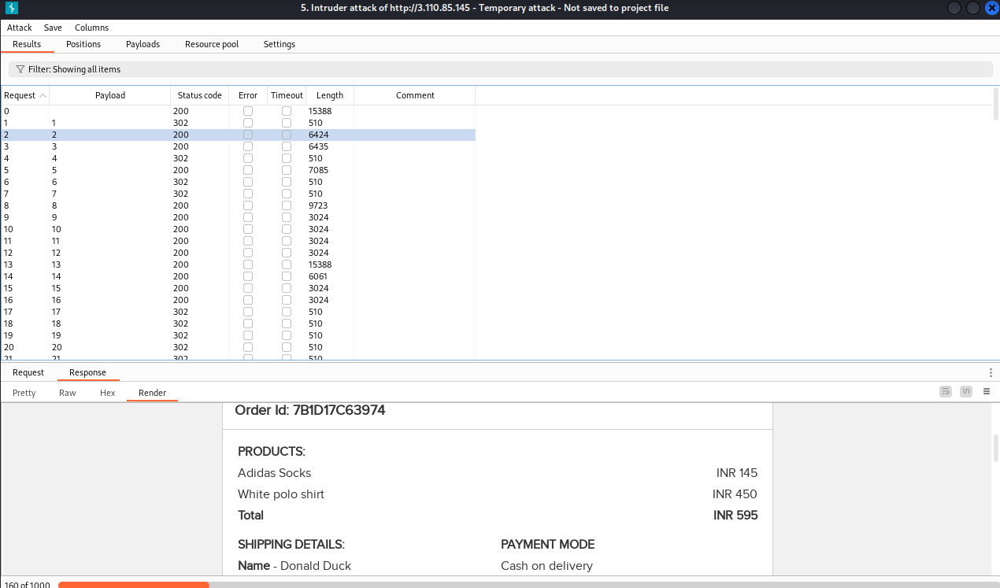 5. Intruder attack of http://3.110.85.145 - Temporary attack - Not saved to project file
Attack Save Columns
Results Positions Payloads Resource pool Settings
Filter: Showing all items
Request Payload Status code Error Timeout Length Comment
0 200 15388
1 1 302 510
2 2 200 6424
3 3 200 6435
4 4 302 510
5 5 200 7085
6 6 302 510
7 7 302 510
8 8 200 9723
9 9 200 3024
10 10 200 3024
11 11 200 3024
12 12 200 3024
13 13 200 15388
14 14 200 6061
15 15 200 3024
16 16 200 3024
17 17 302 510
18 18 302 510
19 19 302 510
20 20 302 510
21 21 302 510
Request Response
Pretty Raw Hex Render \n
Order Id: 7B1D17C63974
PRODUCTS:
Adidas Socks INR 145
White polo shirt INR 450
Total INR 595
SHIPPING DETAILS: PAYMENT MODE
Name - Donald Duck Cash on delivery
160 of 1000